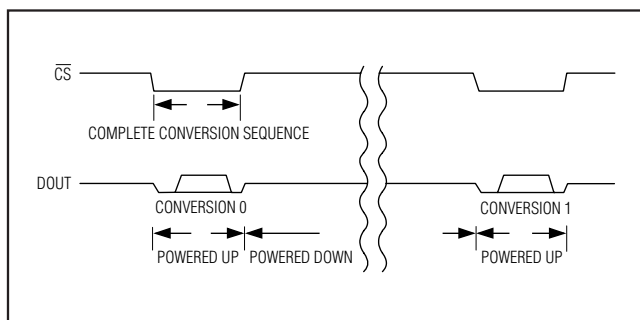 CS
COMPLETE CONVERSION SEQUENCE
DOUT
CONVERSION 0
CONVERSION 1
POWERED UP
POWERED DOWN
POWERED UP